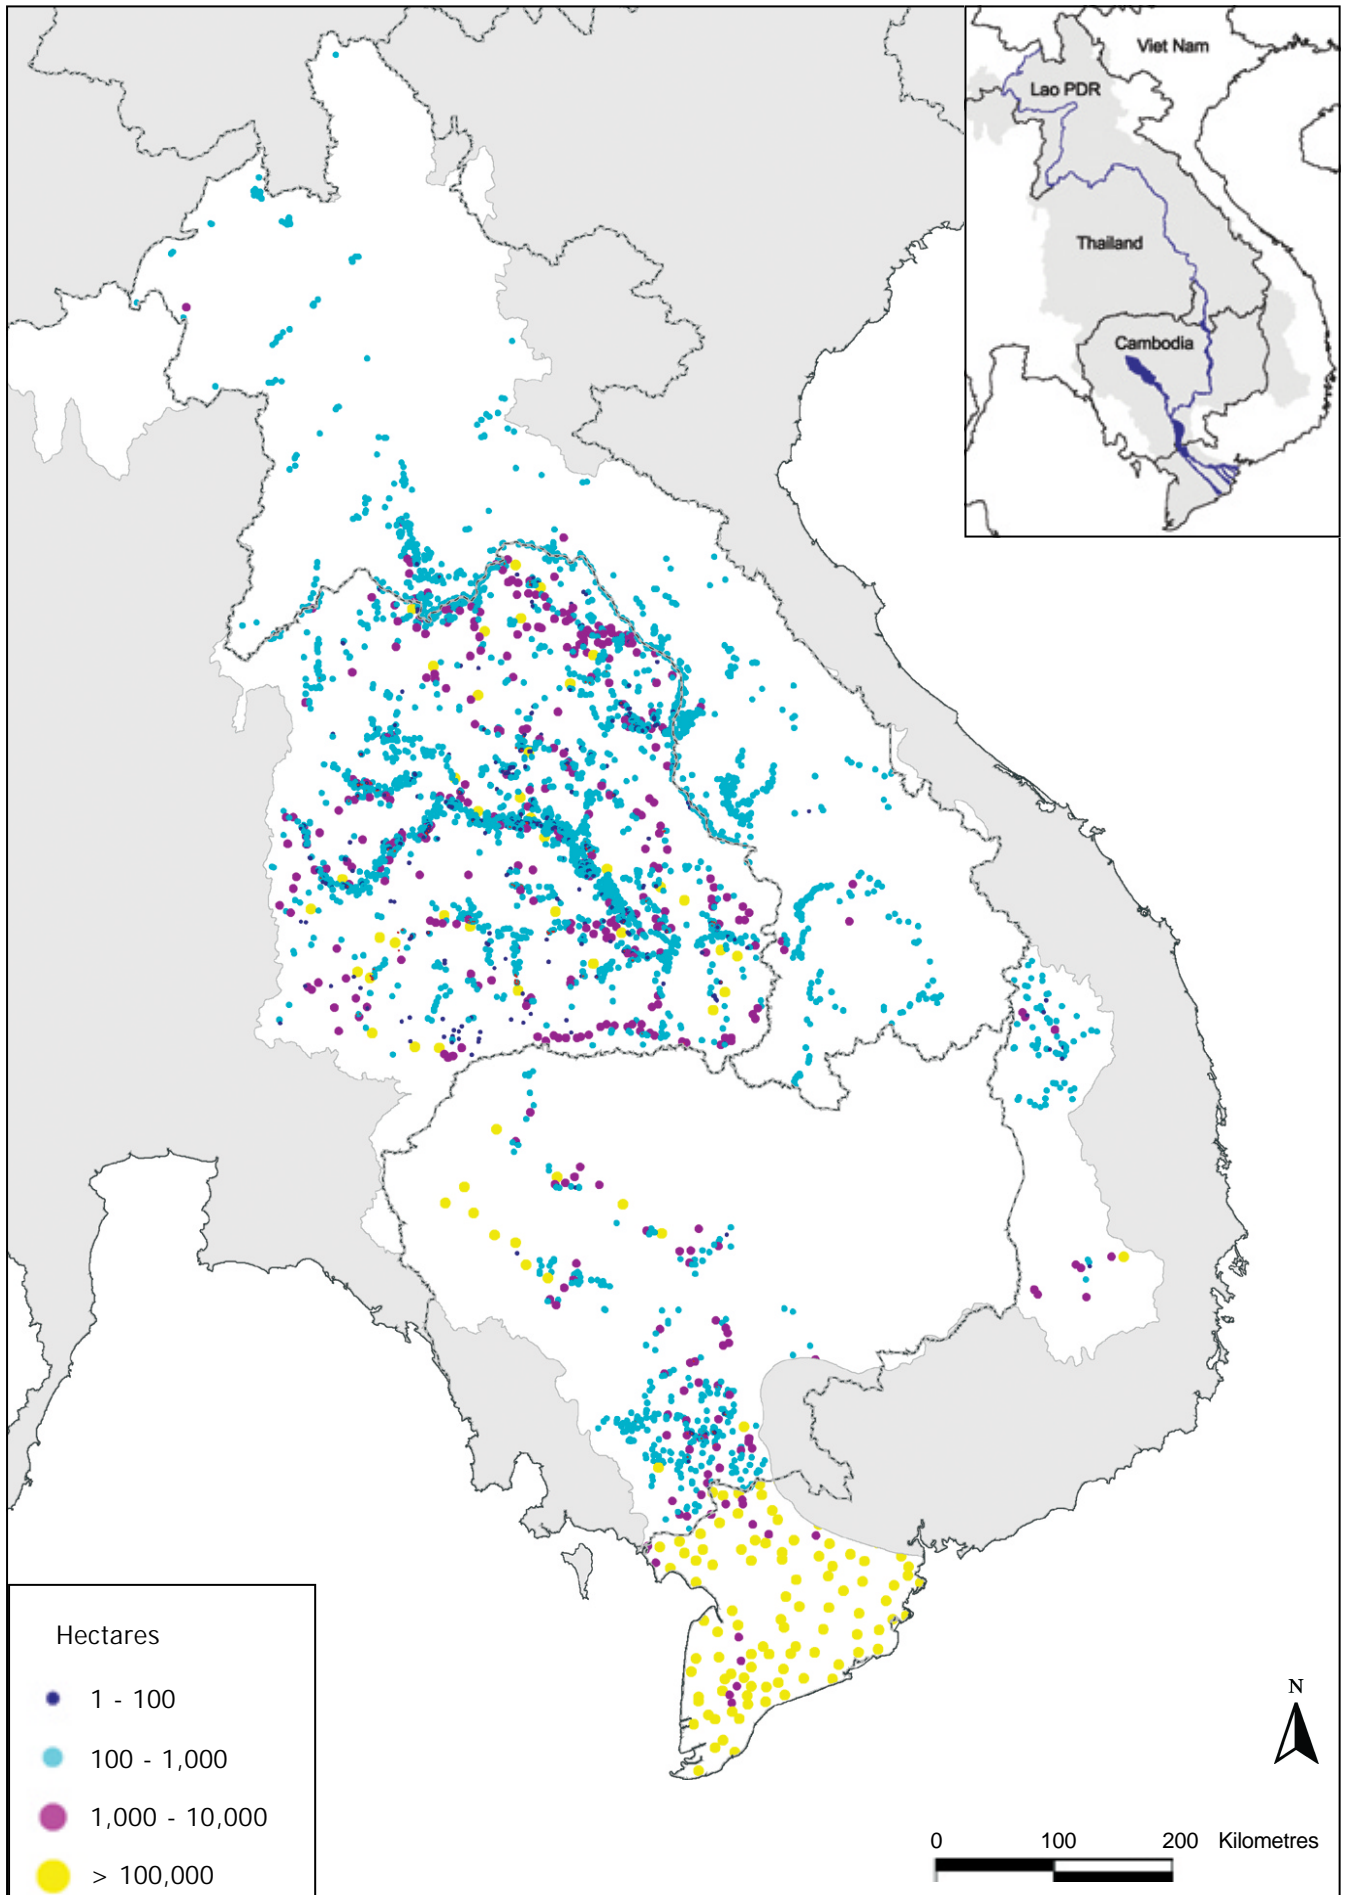 Viet Nam
Lao PDR
Thailand
Cambodia
Hectares
1 - 100
100 - 1,000
1,000 - 10,000
> 100,000
N
0 100 200 Kilometres